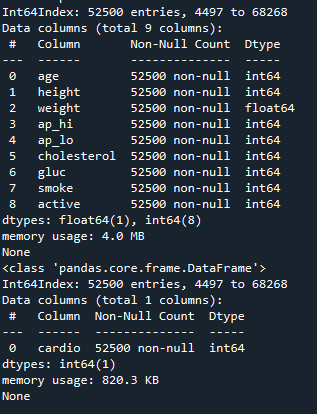 Int64Index: 52500 entries, 4497 to 68268
Data columns (total 9 columns):
 #   Column       Non-Null Count  Dtype
---  ------       --------------  -----
 0   age          52500 non-null  int64
 1   height       52500 non-null  int64
 2   weight       52500 non-null  float64
 3   ap_hi        52500 non-null  int64
 4   ap_lo        52500 non-null  int64
 5   cholesterol  52500 non-null  int64
 6   gluc         52500 non-null  int64
 7   smoke        52500 non-null  int64
 8   active       52500 non-null  int64
dtypes: float64(1), int64(8)
memory usage: 4.0 MB
None
<class 'pandas.core.frame.DataFrame'>
Int64Index: 52500 entries, 4497 to 68268
Data columns (total 1 columns):
 #   Column  Non-Null Count  Dtype
---  ------  --------------  -----
 0   cardio  52500 non-null  int64
dtypes: int64(1)
memory usage: 820.3 KB
None